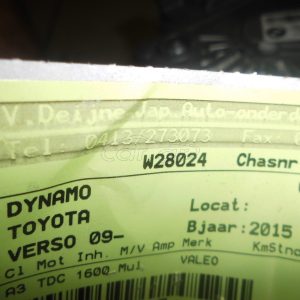 V. Deijne Jap. Auto-onderd
Tel. 0413/273073 Fax:
W28024 Chasnr
DYNAMO Locat:
TOYOTA Bjaar: 2015
VERSO 09- KmStnd
Cl Mot Inh. M/V Amp Merk
A3 TDC 1600 Mul VALEO